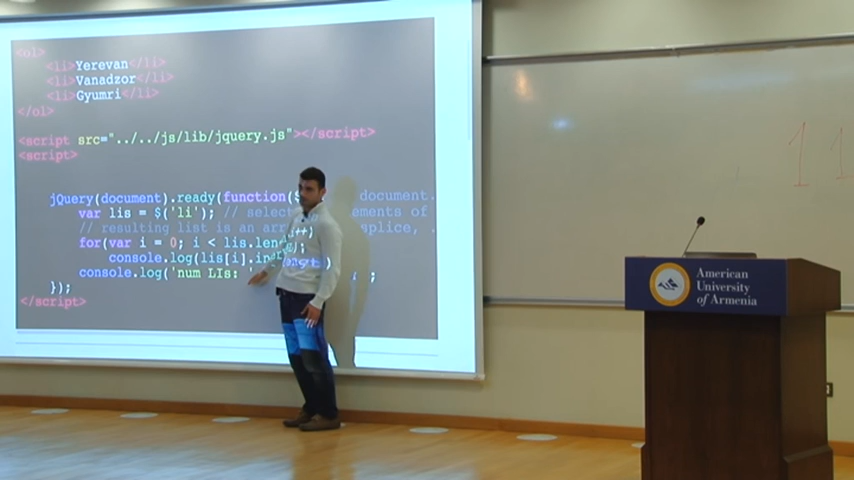 <ol>
<li>Yerevan</li>
<li>Vanadzor</li>
<li>Gyumri</li>
</ol>
<script src="../../js/lib/jquery.js"></script>
<script>
jQuery(document).ready(function($ document.
var lis = $('li'); // select ements of
// resulting list is an arr splice, .
for(var i = 0; i < lis.length; i++)
console.log(lis[i].
console.log('num LIs: '
});
</script>
11
American
University
of Armenia